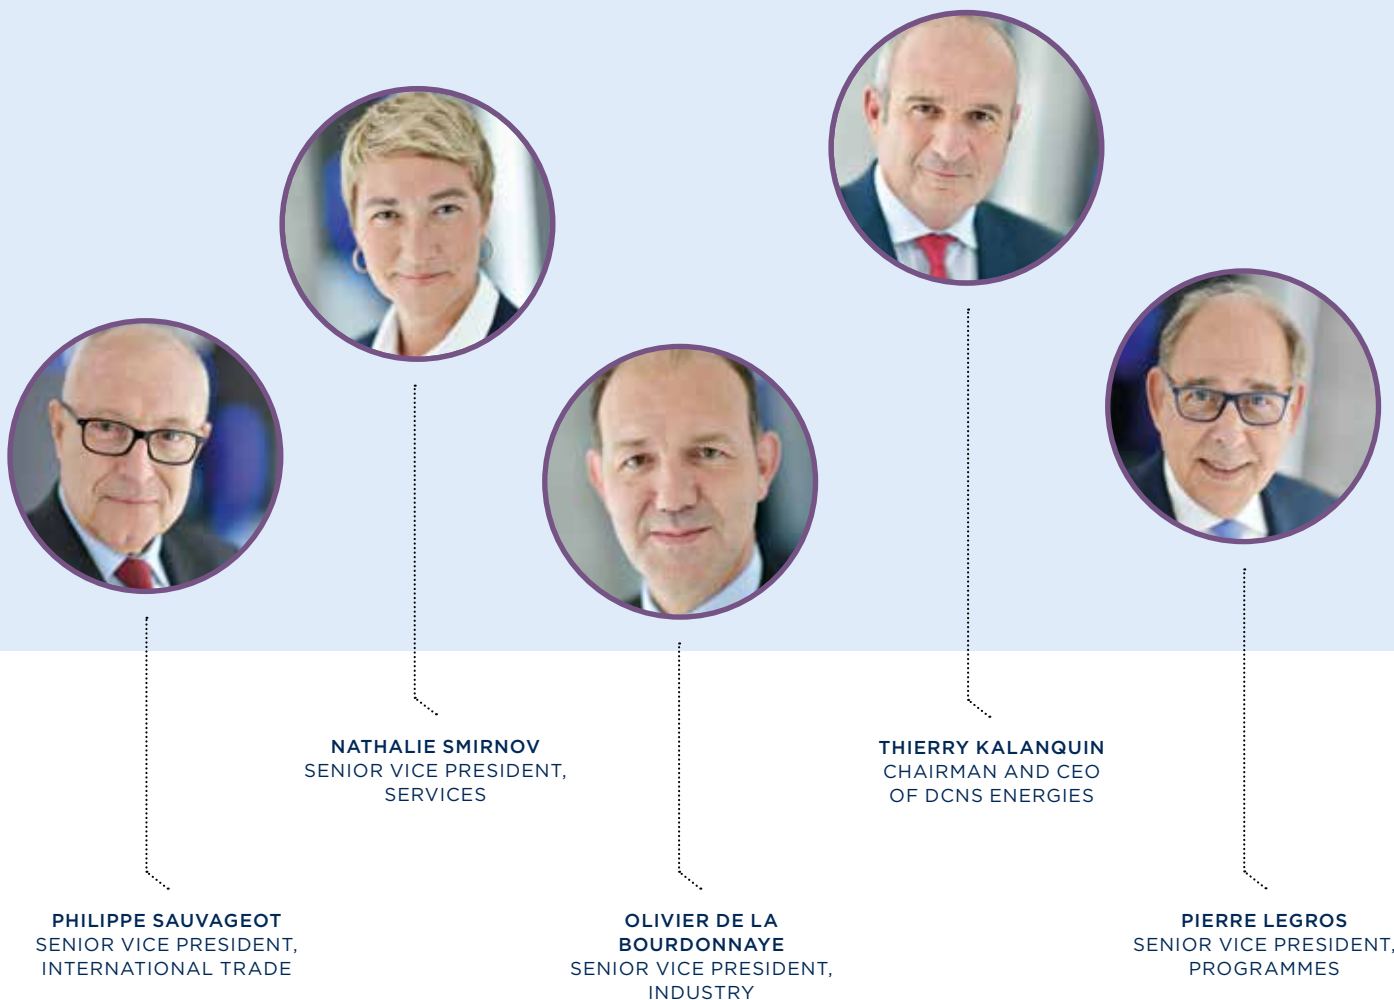 NATHALIE SMIRNOV
SENIOR VICE PRESIDENT,
SERVICES
THIERRY KALANQUIN
CHAIRMAN AND CEO
OF DCNS ENERGIES
PHILIPPE SAUVAGEOT
SENIOR VICE PRESIDENT,
INTERNATIONAL TRADE
OLIVIER DE LA
BOURDONNAYE
SENIOR VICE PRESIDENT,
INDUSTRY
PIERRE LEGROS
SENIOR VICE PRESIDENT,
PROGRAMMES